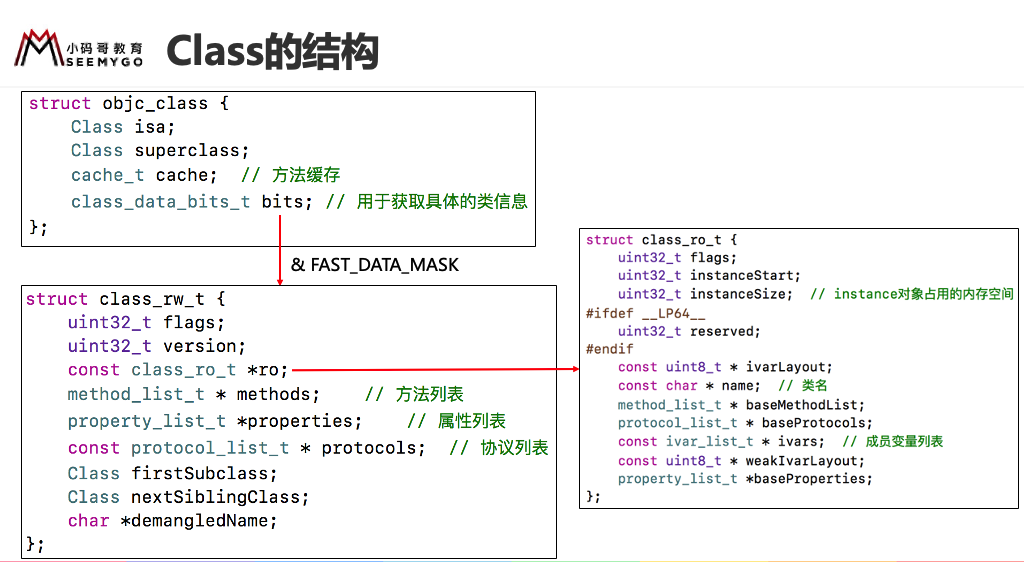 小码哥教育
SEEMYGO
Class的结构
struct objc_class {
Class isa;
Class superclass;
cache_t cache; // 方法缓存
class_data_bits_t bits; // 用于获取具体的类信息
};
& FAST_DATA_MASK
struct class_rw_t {
uint32_t flags;
uint32_t version;
const class_ro_t *ro;
method_list_t * methods; // 方法列表
property_list_t *properties; // 属性列表
const protocol_list_t * protocols; // 协议列表
Class firstSubclass;
Class nextSiblingClass;
char *demangledName;
};
struct class_ro_t {
uint32_t flags;
uint32_t instanceStart;
uint32_t instanceSize; // instance对象占用的内存空间
#ifdef __LP64__
uint32_t reserved;
#endif
const uint8_t * ivarLayout;
const char * name; // 类名
method_list_t * baseMethodList;
protocol_list_t * baseProtocols;
const ivar_list_t * ivars; // 成员变量列表
const uint8_t * weakIvarLayout;
property_list_t *baseProperties;
};